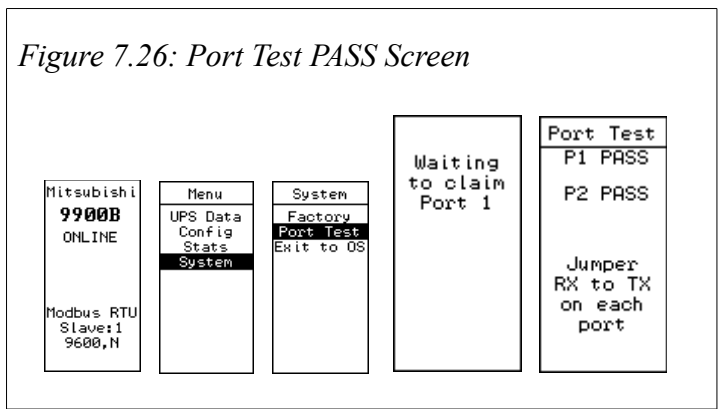 Figure 7.26: Port Test PASS Screen
Mitsubishi
9900B
ONLINE
Modbus RTU
Slave:1
9600,N
Menu
UPS Data
Config
Stats
System
System
Factory
Port Test
Exit to OS
Waiting
to claim
Port 1
Port Test
P1 PASS
P2 PASS
Jumper
RX to TX
on each
port